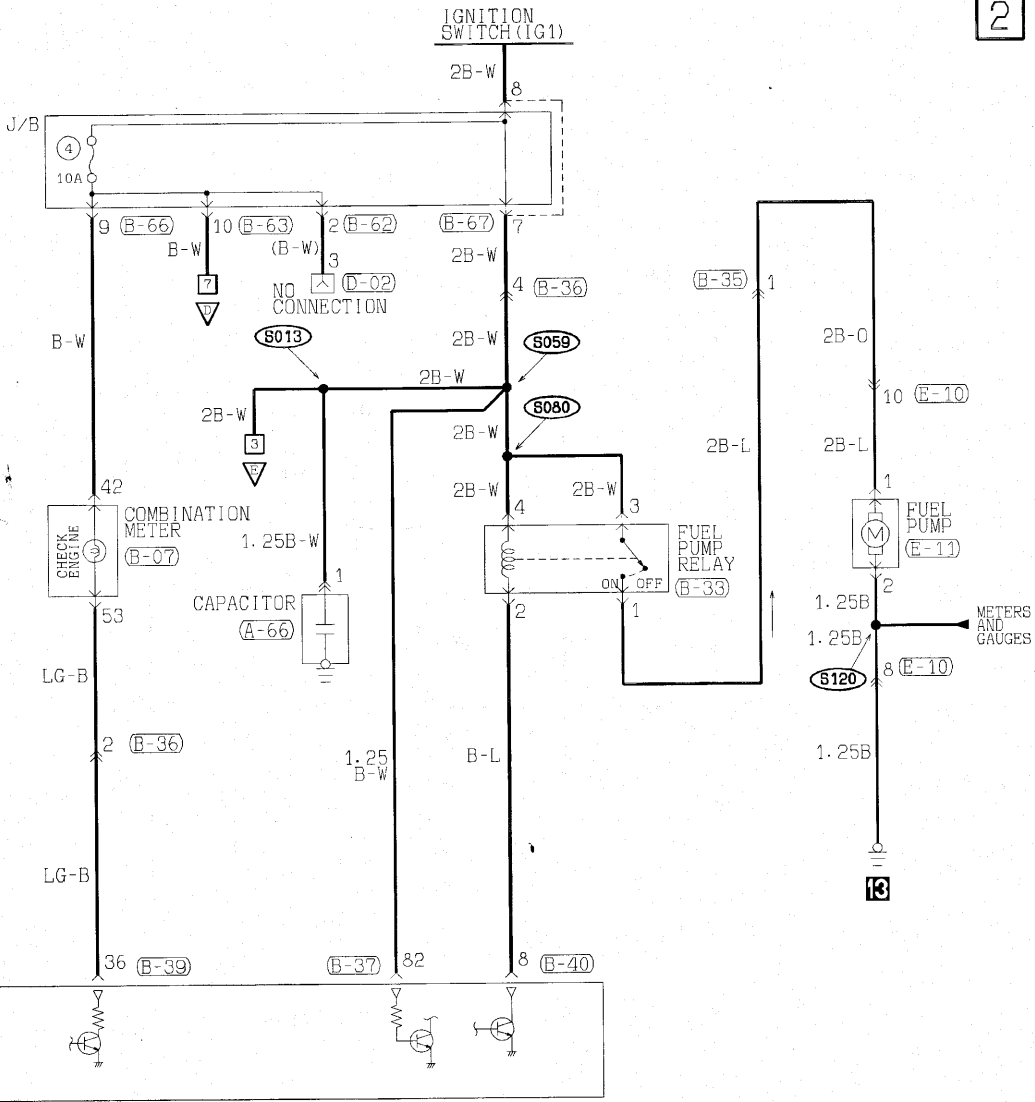 2
IGNITION
SWITCH(IG1)
2B-W
8
J/B
4
10A
9 (B-66)
10 (B-63)
2 (B-62)
(B-67) 7
B-W
(B-W)
2B-W
3
(D-02)
7
D
NO
CONNECTION
4 (B-36)
(B-35) 1
B-W
S013
2B-W
S059
2B-O
2B-W
S080
10 (E-10)
2B-W
3
E
2B-W
2B-L
2B-L
2B-W
2B-W
1
42
4
3
COMBINATION
METER
(B-07)
CHECK
ENGINE
1.25B-W
FUEL
PUMP
RELAY
(B-33)
ON OFF
M
FUEL
PUMP
(E-11)
1
CAPACITOR
(A-66)
53
2
1
2
1.25B
1.25B
METERS
AND
GAUGES
S120
8 (E-10)
LG-B
2 (B-36)
1.25
B-W
B-L
1.25B
LG-B
13
36 (B-39)
(B-37) 82
8 (B-40)